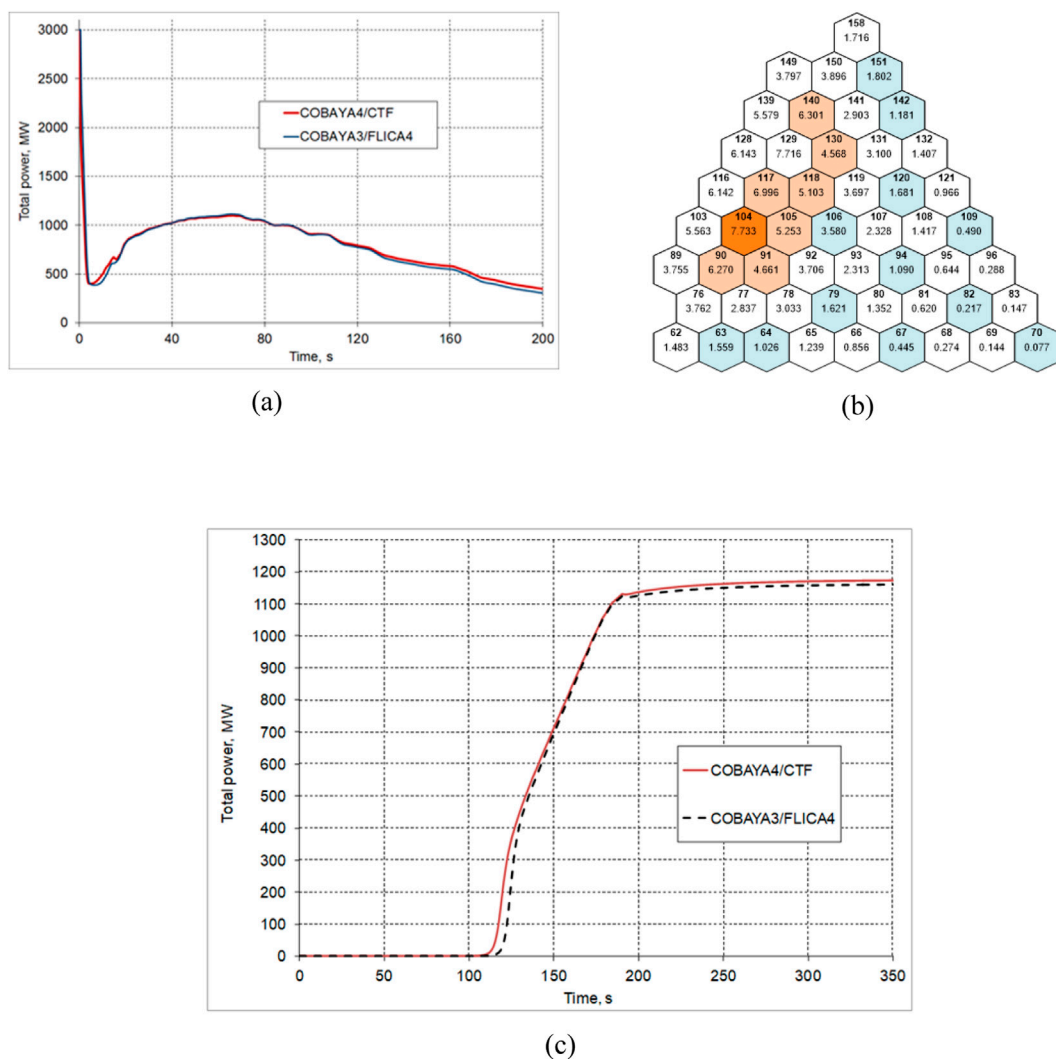 3000
2500
2000
1500
1000
500
0
Total power, MW
COBAYA4/CTF
COBAYA3/FLICA4
0 40 80 120 160 200
Time, s
(a)
158
1.716
149 150 151
3.797 3.896 1.802
139 140 141 142
5.579 6.301 2.903 1.181
128 129 130 131 132
6.143 7.716 4.568 3.100 1.407
116 117 118 119 120 121
6.142 6.996 5.103 3.697 1.681 0.966
103 104 105 106 107 108 109
5.563 7.733 5.253 3.580 2.328 1.417 0.490
89 90 91 92 93 94 95 96
3.755 6.270 4.661 3.706 2.313 1.090 0.644 0.288
76 77 78 79 80 81 82 83
3.762 2.837 3.033 1.621 1.352 0.620 0.217 0.147
62 63 64 65 66 67 68 69 70
1.483 1.559 1.026 1.239 0.856 0.445 0.274 0.144 0.077
(b)
1300
1200
1100
1000
900
800
700
600
500
400
300
200
100
0
Total power, MW
COBAYA4/CTF
COBAYA3/FLICA4
0 50 100 150 200 250 300 350
Time, s
(c)